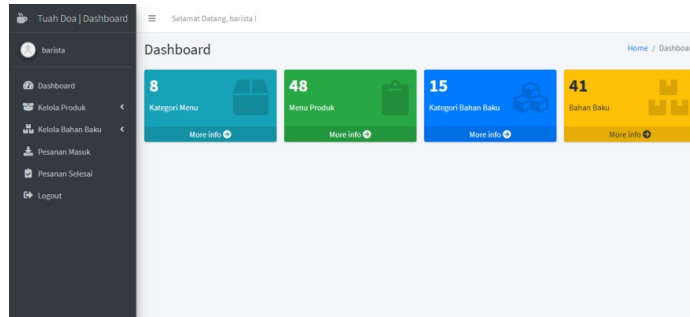 Tuah Doa | Dashboard
Selamat Datang, barista !
barista
Dashboard
Home / Dashboar
Dashboard
Kelola Produk
Kelola Bahan Baku
Pesanan Masuk
Pesanan Selesai
Logout
8
Kategori Menu
More info
48
Menu Produk
More info
15
Kategori Bahan Baku
More info
41
Bahan Baku
More info